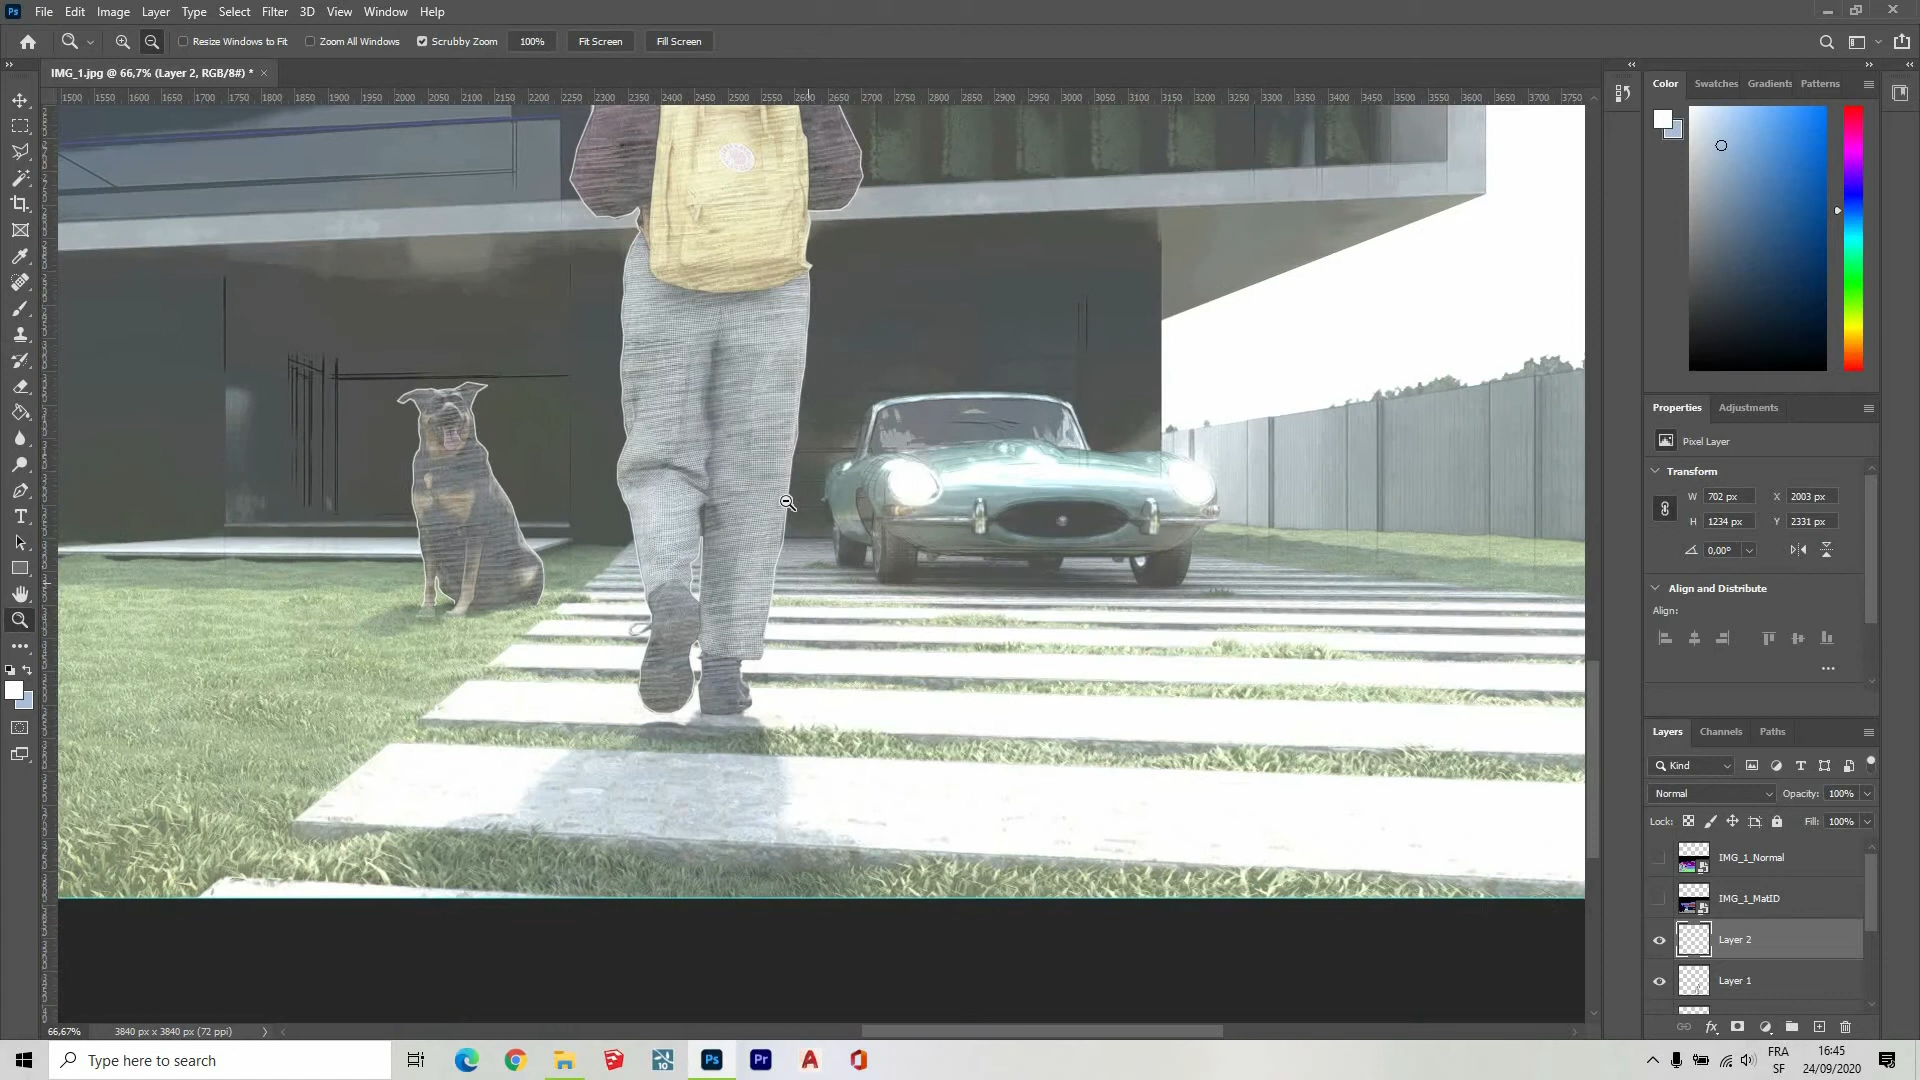 File Edit Image Layer Type Select Filter 3D View Window Help
Resize Windows to Fit Zoom All Windows Scrubby Zoom 100% Fit Screen Fill Screen
IMG_1.jpg @ 66,7% (Layer 2, RGB/8#) *
1500 1550 1600 1650 1700 1750 1800 1850 1900 1950 2000 2050 2100 2150 2200 2250 2300 2350 2400 2450 2500 2550 2600 2650 2700 2750 2800 2850 2900 2950 3000 3050 3100 3150 3200 3250 3300 3350 3400 3450 3500 3550 3600 3650 3700 3750
Color Swatches Gradients Patterns
Properties Adjustments
Pixel Layer
Transform
W 702 px X 2003 px
H 1234 px Y 2331 px
0,00°
Align and Distribute
Align:
Layers Channels Paths
Kind
Normal Opacity: 100%
Lock: Fill: 100%
IMG_1_Normal
IMG_1_MatID
Layer 2
Layer 1
66,67% 3840 px x 3840 px (72 ppi)
Type here to search
FRA
SF
16:45
24/09/2020